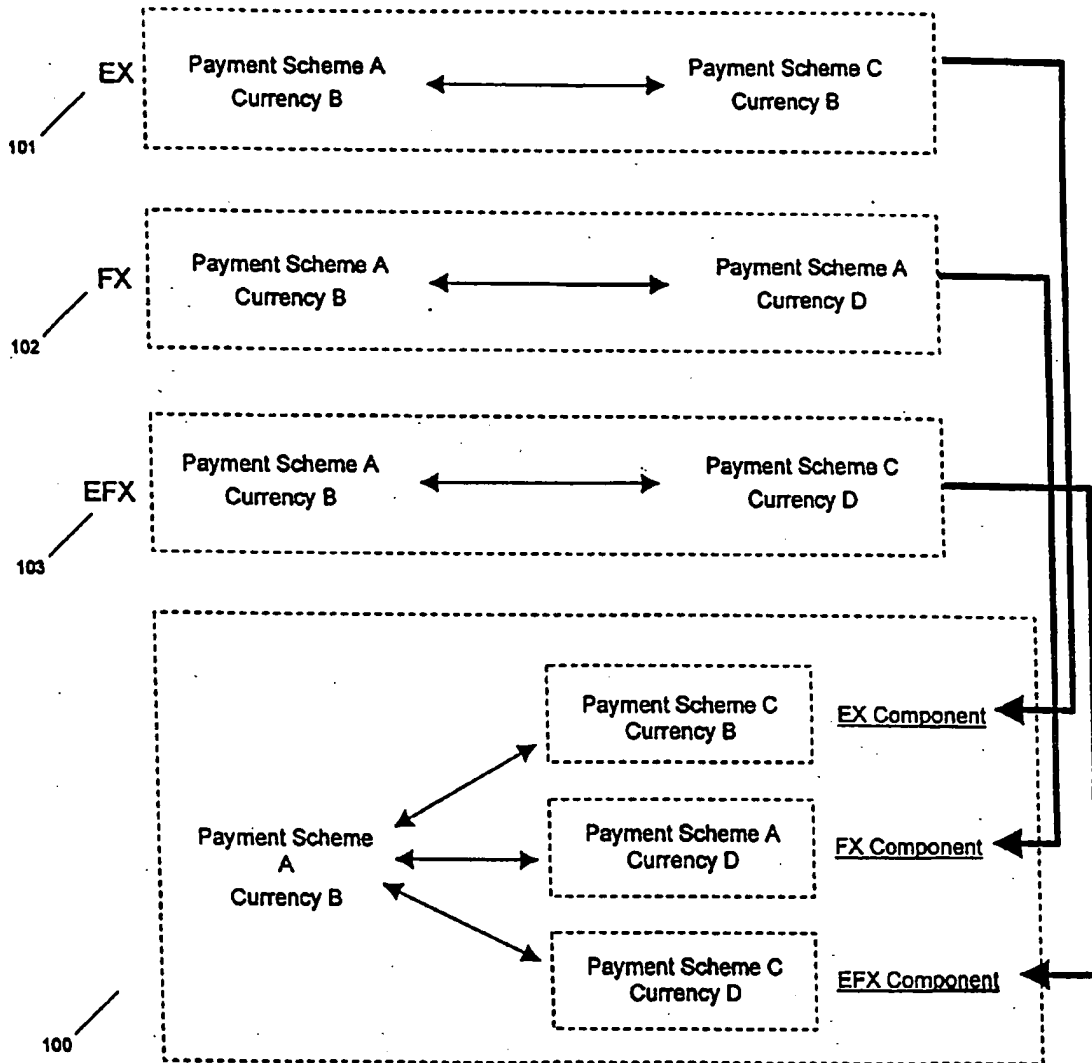 EX
Payment Scheme A
Currency B
Payment Scheme C
Currency B
101
FX
Payment Scheme A
Currency B
Payment Scheme A
Currency D
102
EFX
Payment Scheme A
Currency B
Payment Scheme C
Currency D
103
Payment Scheme
A
Currency B
Payment Scheme C
Currency B
EX Component
Payment Scheme A
Currency D
FX Component
Payment Scheme C
Currency D
EFX Component
100